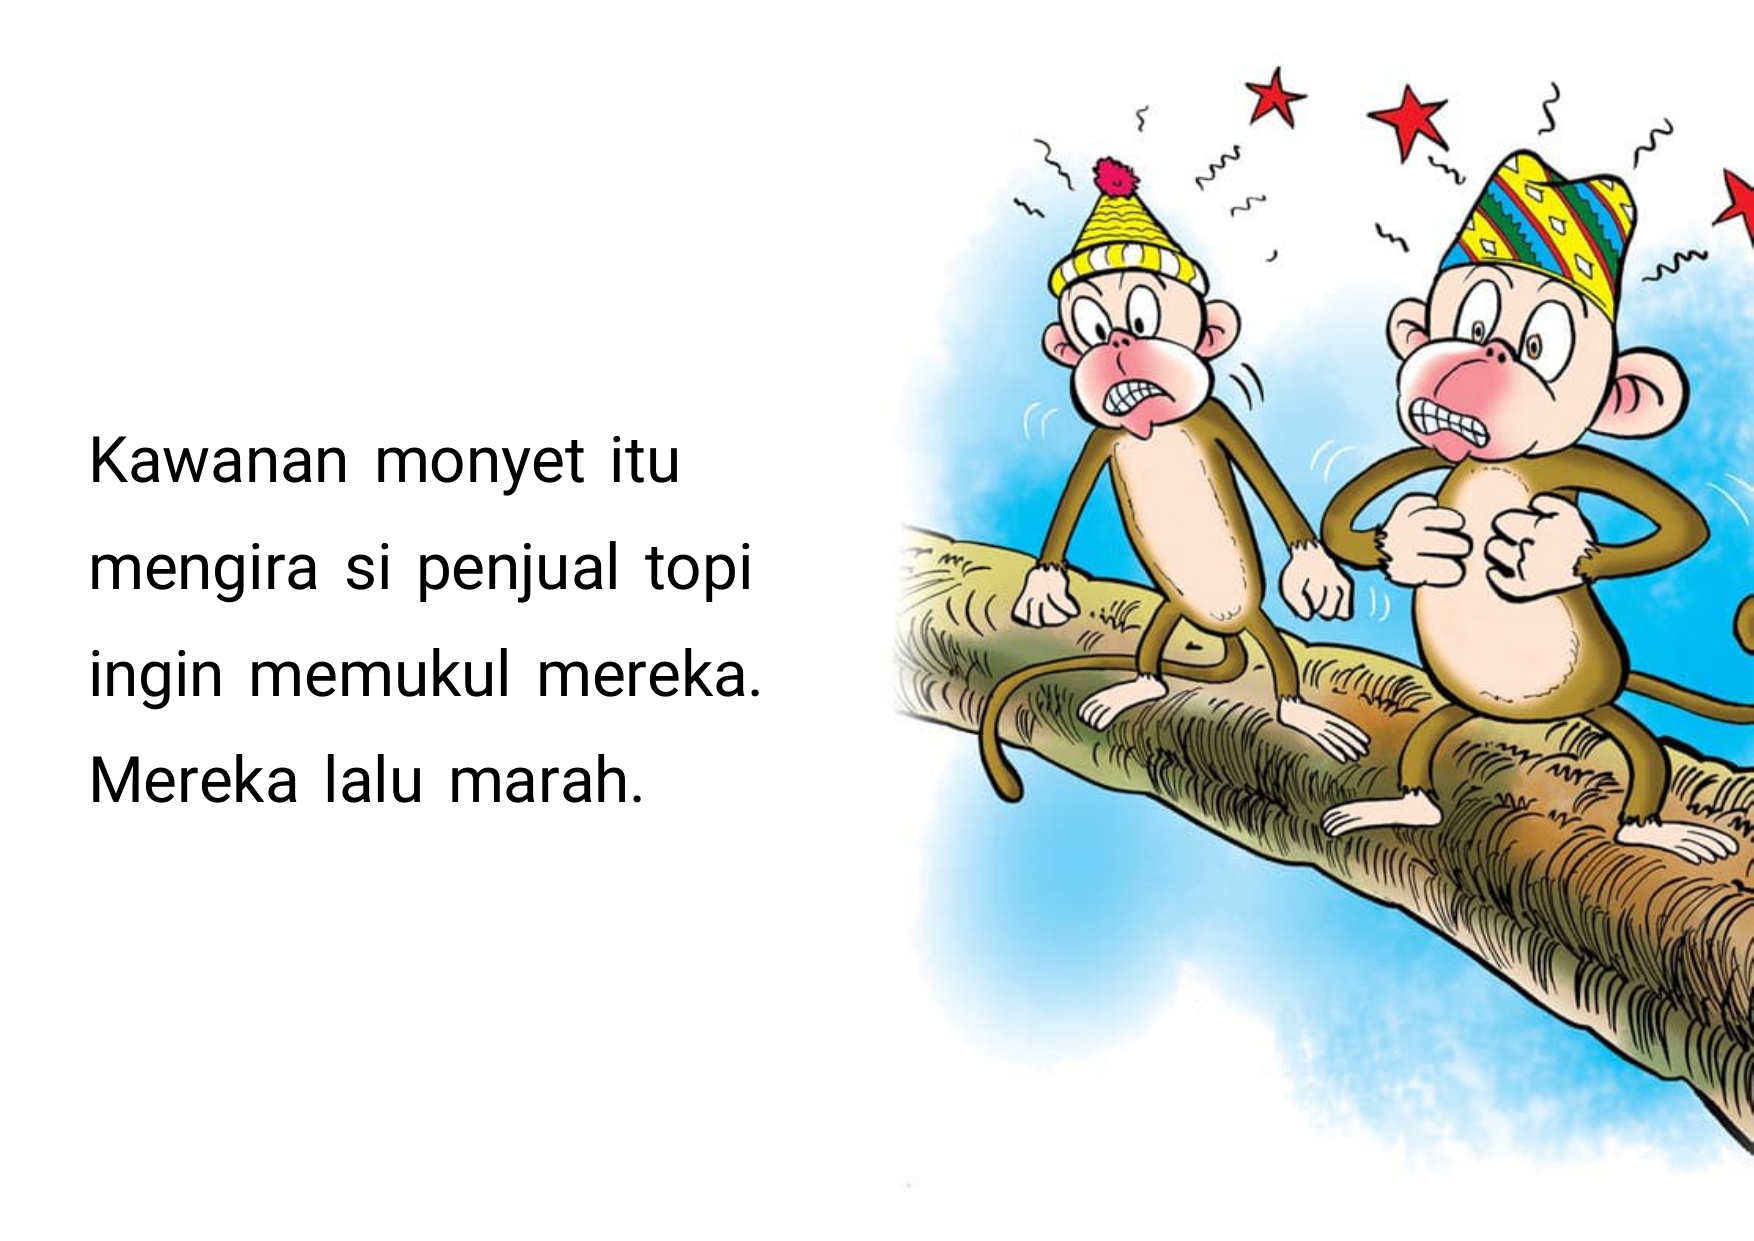 Kawanan monyet itu
mengira si penjual topi
ingin memukul mereka.
Mereka lalu marah.